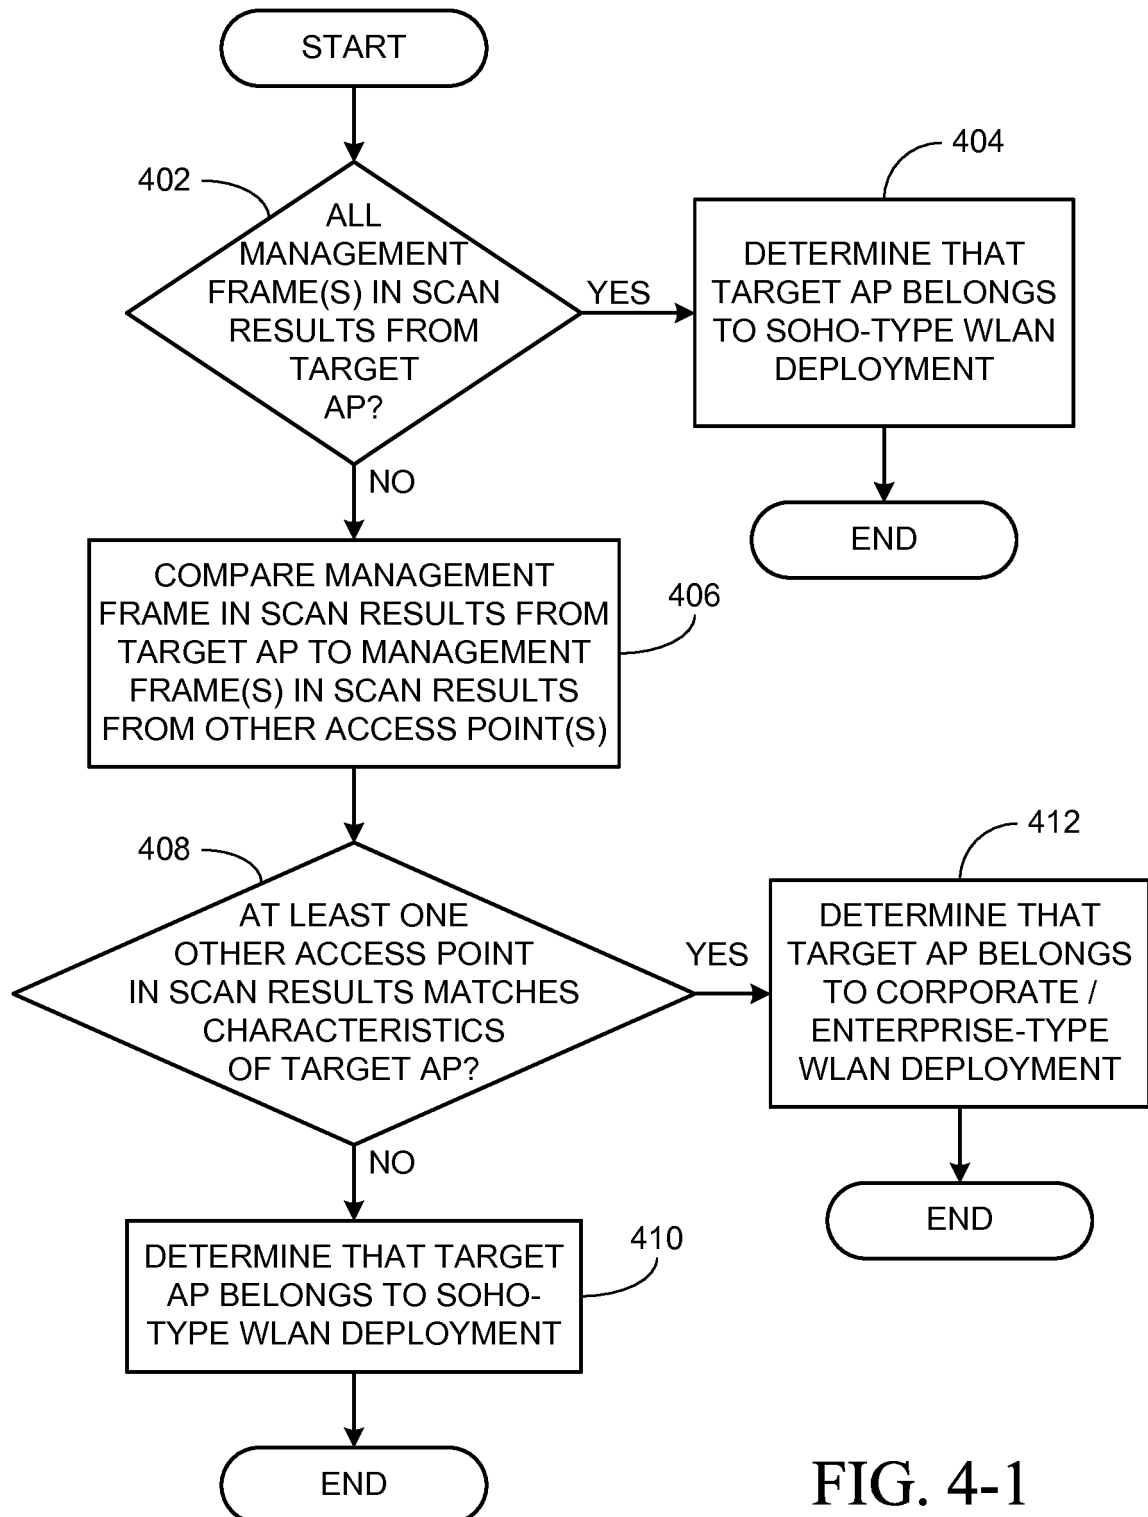 START
402
ALL
MANAGEMENT
FRAME(S) IN SCAN
RESULTS FROM
TARGET
AP?
YES
404
DETERMINE THAT
TARGET AP BELONGS
TO SOHO-TYPE WLAN
DEPLOYMENT
END
NO
COMPARE MANAGEMENT
FRAME IN SCAN RESULTS FROM
TARGET AP TO MANAGEMENT
FRAME(S) IN SCAN RESULTS
FROM OTHER ACCESS POINT(S)
406
408
AT LEAST ONE
OTHER ACCESS POINT
IN SCAN RESULTS MATCHES
CHARACTERISTICS
OF TARGET AP?
YES
412
DETERMINE THAT
TARGET AP BELONGS
TO CORPORATE /
ENTERPRISE-TYPE
WLAN DEPLOYMENT
END
NO
DETERMINE THAT TARGET
AP BELONGS TO SOHO-
TYPE WLAN DEPLOYMENT
410
END
FIG. 4-1